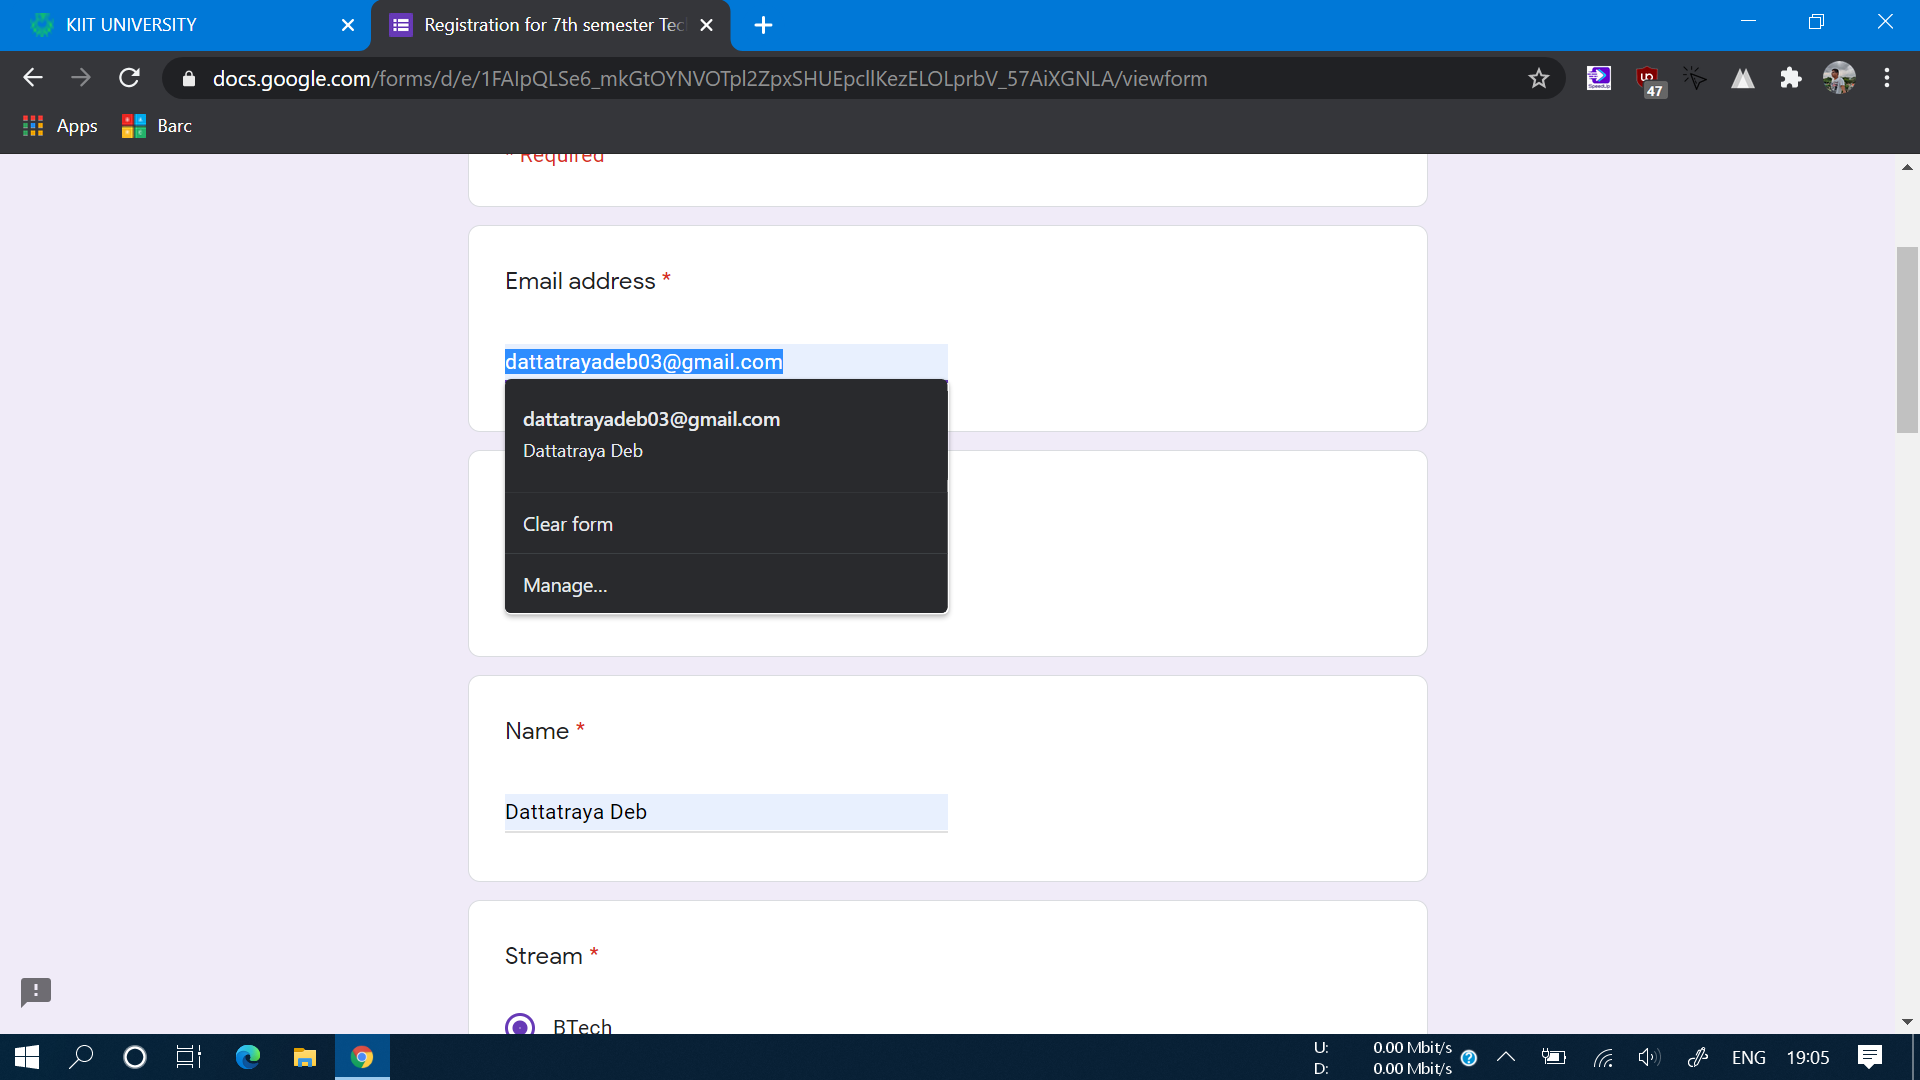 KIIT UNIVERSITY
Registration for 7th semester Tec
docs.google.com/forms/d/e/1FAIpQLSe6_mkGtOYNVOTpl2ZpxSHUEpcllKezELOLprbV_57AiXGNLA/viewform
47
Apps
Barc
* Required
Email address *
dattatrayadeb03@gmail.com
dattatrayadeb03@gmail.com
Dattatraya Deb
Clear form
Manage...
Name *
Dattatraya Deb
Stream *
BTech
U: 0.00 Mbit/s
D: 0.00 Mbit/s
ENG
19:05